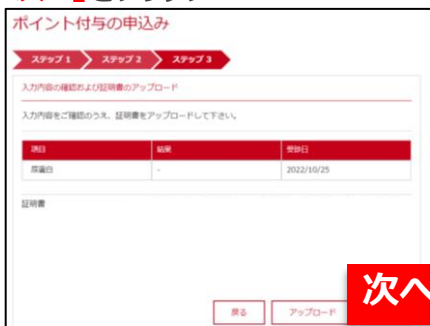 ポイント付与の申込み
ステップ1 ステップ2 ステップ3
入力内容の確認および証明書のアップロード
入力内容をご確認のうえ、証明書をアップロードして下さい。
項目 結果 受診日
尿蛋白 - 2022/10/25
証明書
戻る アップロード
次へ